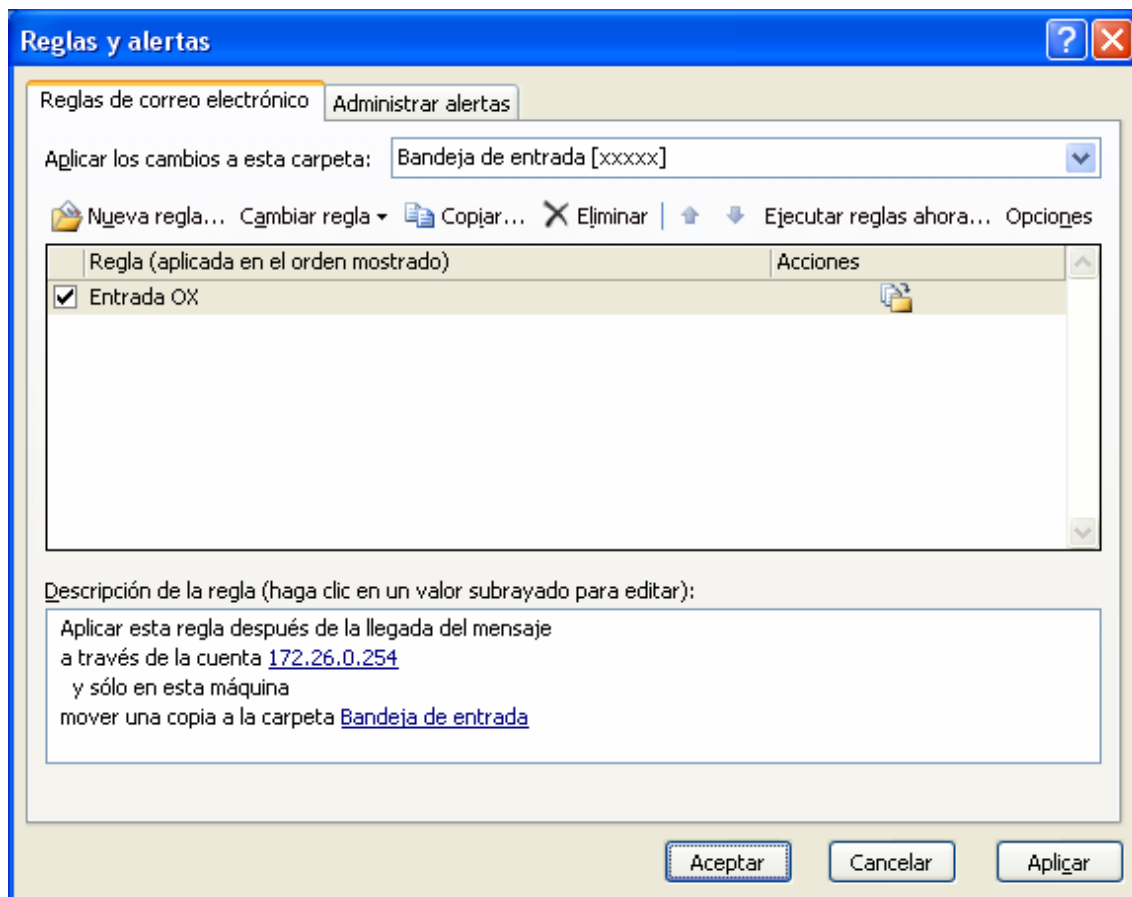 Reglas y alertas
Reglas de correo electrónico Administrar alertas
Aplicar los cambios a esta carpeta: Bandeja de entrada [xxxxx]
Nueva regla... Cambiar regla Copiar... Eliminar Ejecutar reglas ahora... Opciones
Regla (aplicada en el orden mostrado) Acciones
Entrada OX
Descripción de la regla (haga clic en un valor subrayado para editar):
Aplicar esta regla después de la llegada del mensaje
a través de la cuenta 172.26.0.254
y sólo en esta máquina
mover una copia a la carpeta Bandeja de entrada
Aceptar Cancelar Aplicar